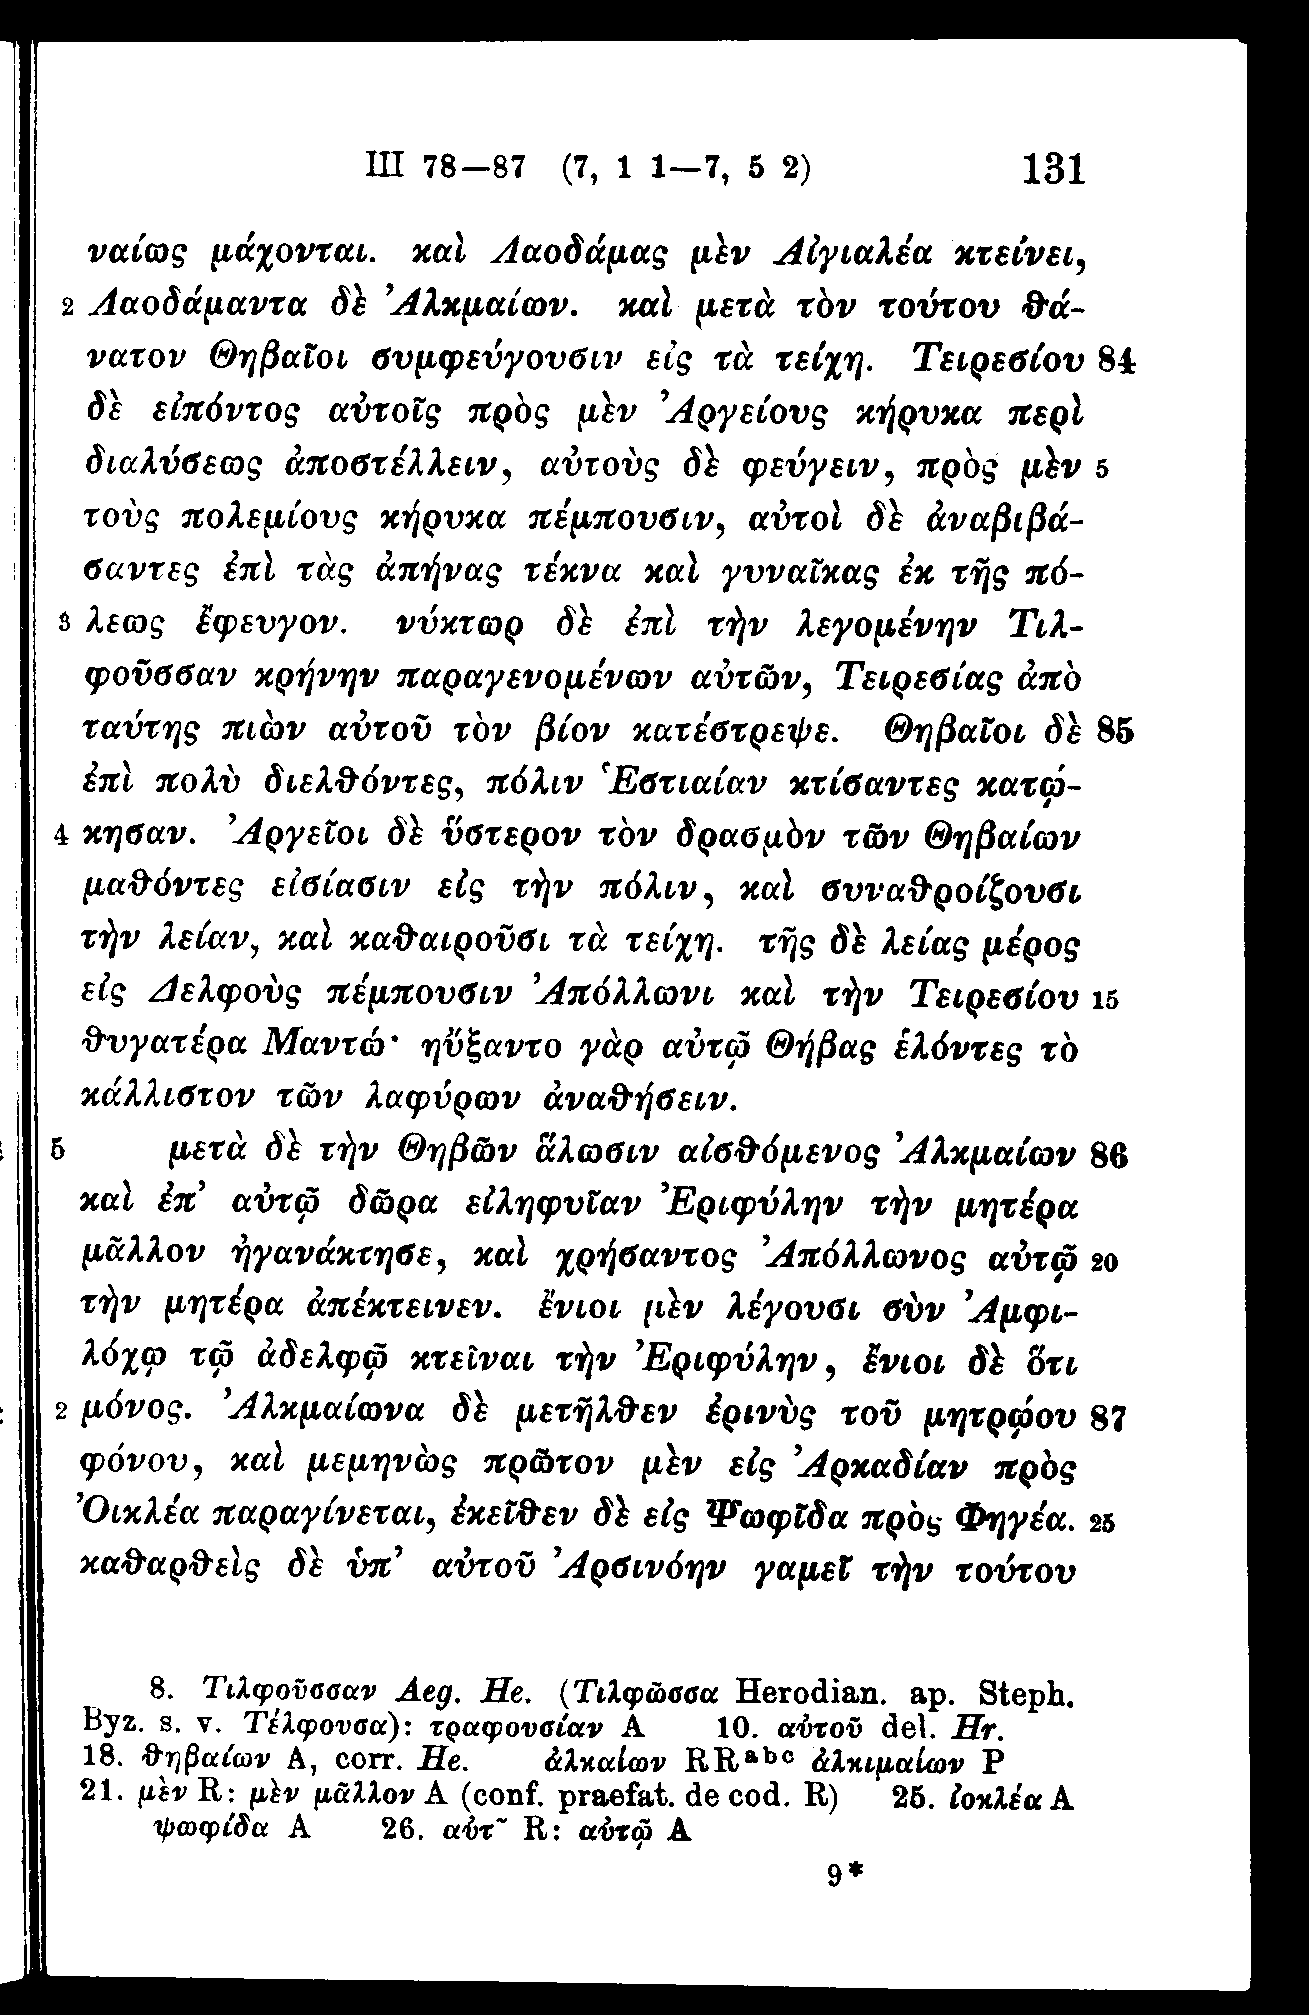 III 78—87 (7, 1 1—7, 5 2) 131
ναίως μάχονται. καὶ Λαοδάμας μὲν Αἰγιαλέα κτείνει,
2 Λαοδάμαντα δὲ Ἀλκμαίων. καὶ μετὰ τὸν τούτου θά-
νατον Θηβαῖοι συμφεύγουσιν εἰς τὰ τείχη. Τειρεσίου 84
δὲ εἰπόντος αὐτοῖς πρὸς μὲν Ἀργείους κήρυκα περὶ
διαλύσεως ἀποστέλλειν, αὐτοὺς δὲ φεύγειν, πρὸς μὲν 5
τοὺς πολεμίους κήρυκα πέμπουσιν, αὐτοὶ δὲ ἀναβιβά-
σαντες ἐπὶ τὰς ἀπήνας τέκνα καὶ γυναῖκας ἐκ τῆς πό-
3 λεως ἔφευγον. νύκτωρ δὲ ἐπὶ τὴν λεγομένην Τιλ-
φοῦσσαν κρήνην παραγενομένων αὐτῶν, Τειρεσίας ἀπὸ
ταύτης πιὼν αὐτοῦ τὸν βίον κατέστρεψε. Θηβαῖοι δὲ 85
ἐπὶ πολὺ διελθόντες, πόλιν Ἑστιαίαν κτίσαντες κατῴ-
4 κησαν. Ἀργεῖοι δὲ ὕστερον τὸν δρασμὸν τῶν Θηβαίων
μαθόντες εἰσίασιν εἰς τὴν πόλιν, καὶ συναθροίζουσι
τὴν λείαν, καὶ καθαιροῦσι τὰ τείχη. τῆς δὲ λείας μέρος
εἰς Δελφοὺς πέμπουσιν Ἀπόλλωνι καὶ τὴν Τειρεσίου 15
θυγατέρα Μαντώ· ηὔξαντο γὰρ αὐτῷ Θήβας ἑλόντες τὸ
κάλλιστον τῶν λαφύρων ἀναθήσειν.
5 μετὰ δὲ τὴν Θηβῶν ἅλωσιν αἰσθόμενος Ἀλκμαίων 86
καὶ ἐπ' αὐτῷ δῶρα εἰληφυῖαν Ἐριφύλην τὴν μητέρα
μᾶλλον ἠγανάκτησε, καὶ χρήσαντος Ἀπόλλωνος αὐτῷ 20
τὴν μητέρα ἀπέκτεινεν. ἔνιοι μὲν λέγουσι σὺν Ἀμφι-
λόχῳ τῷ ἀδελφῷ κτεῖναι τὴν Ἐριφύλην, ἔνιοι δὲ ὅτι
2 μόνος. Ἀλκμαίωνα δὲ μετῆλθεν ἐρινὺς τοῦ μητρῴου 87
φόνου, καὶ μεμηνὼς πρῶτον μὲν εἰς Ἀρκαδίαν πρὸς
Ὀικλέα παραγίνεται, ἐκεῖθεν δὲ εἰς Ψωφῖδα πρὸς Φηγέα. 25
καθαρθεὶς δὲ ὑπ' αὐτοῦ Ἀρσινόην γαμεῖ τὴν τούτου
8. Τιλφοῦσσαν Aeg. He. (Τιλφῶσσα Herodian. ap. Steph.
Byz. s. v. Τέλφουσα): τραφουσίαν A 10. αὐτοῦ del. Hr.
18. θηβαίων A, corr. He. ἀλκαίων RRᵃᵇᶜ ἀλκιμαίων P
21. μὲν R: μὲν μᾶλλον A (conf. praefat. de cod. R) 25. ἰοκλέα A
ψωφίδα A 26. αὐτ~ R: αὐτῷ A
9*